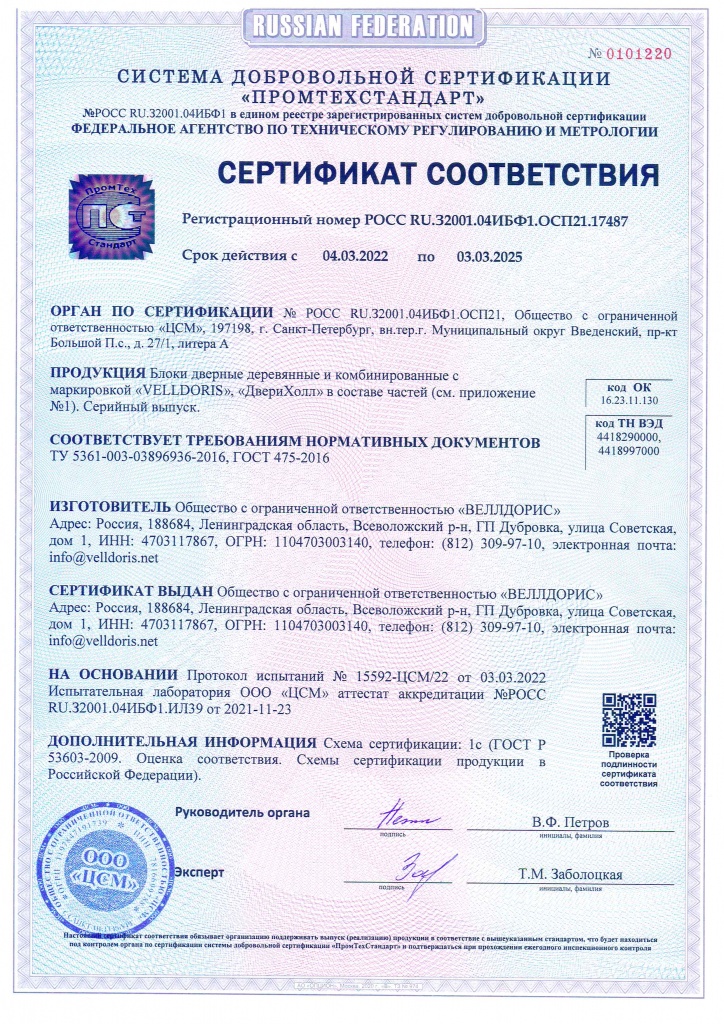 RUSSIAN FEDERATION
№ 0101220
СИСТЕМА ДОБРОВОЛЬНОЙ СЕРТИФИКАЦИИ
«ПРОМТЕХСТАНДАРТ»
№РОСС RU.32001.04ИБФ1 в едином реестре зарегистрированных систем добровольной сертификации
ФЕДЕРАЛЬНОЕ АГЕНТСТВО ПО ТЕХНИЧЕСКОМУ РЕГУЛИРОВАНИЮ И МЕТРОЛОГИИ
СЕРТИФИКАТ СООТВЕТСТВИЯ
ПромТех
ПС
Стандарт
Регистрационный номер РОСС RU.32001.04ИБФ1.ОСП21.17487
Срок действия с 04.03.2022 по 03.03.2025
ОРГАН ПО СЕРТИФИКАЦИИ № РОСС RU.32001.04ИБФ1.ОСП21, Общество с ограниченной
ответственностью «ЦСМ», 197198, г. Санкт-Петербург, вн.тер.г. Муниципальный округ Введенский, пр-кт
Большой П.с., д. 27/1, литера А
ПРОДУКЦИЯ Блоки дверные деревянные и комбинированные с
маркировкой «VELLDORIS», «ДвериХолл» в составе частей (см. приложение
№1). Серийный выпуск.
код ОК
16.23.11.130
код ТН ВЭД
4418290000,
4418997000
СООТВЕТСТВУЕТ ТРЕБОВАНИЯМ НОРМАТИВНЫХ ДОКУМЕНТОВ
ТУ 5361-003-03896936-2016, ГОСТ 475-2016
ИЗГОТОВИТЕЛЬ Общество с ограниченной ответственностью «ВЕЛЛДОРИС»
Адрес: Россия, 188684, Ленинградская область, Всеволожский р-н, ГП Дубровка, улица Советская,
дом 1, ИНН: 4703117867, ОГРН: 1104703003140, телефон: (812) 309-97-10, электронная почта:
info@velldoris.net
СЕРТИФИКАТ ВЫДАН Общество с ограниченной ответственностью «ВЕЛЛДОРИС»
Адрес: Россия, 188684, Ленинградская область, Всеволожский р-н, ГП Дубровка, улица Советская,
дом 1, ИНН: 4703117867, ОГРН: 1104703003140, телефон: (812) 309-97-10, электронная почта:
info@velldoris.net
НА ОСНОВАНИИ Протокол испытаний № 15592-ЦСМ/22 от 03.03.2022
Испытательная лаборатория ООО «ЦСМ» аттестат аккредитации №РОСС
RU.32001.04ИБФ1.ИЛ39 от 2021-11-23
ДОПОЛНИТЕЛЬНАЯ ИНФОРМАЦИЯ Схема сертификации: 1с (ГОСТ Р
53603-2009. Оценка соответствия. Схемы сертификации продукции в
Российской Федерации).
Проверка
подлинности
сертификата
соответствия
Руководитель органа
подпись
В.Ф. Петров
инициалы, фамилия
Эксперт
подпись
Т.М. Заболоцкая
инициалы, фамилия
ОБЩЕСТВО С ОГРАНИЧЕННОЙ ОТВЕТСТВЕННОСТЬЮ
ООО
«ЦСМ»
Настоящий сертификат соответствия обязывает организацию поддерживать выпуск (реализацию) продукции в соответствие с вышеуказанным стандартом, что будет находиться
под контролем органа по сертификации системы добровольной сертификации «ПромТехСтандарт» и подтверждаться при прохождении ежегодного инспекционного контроля